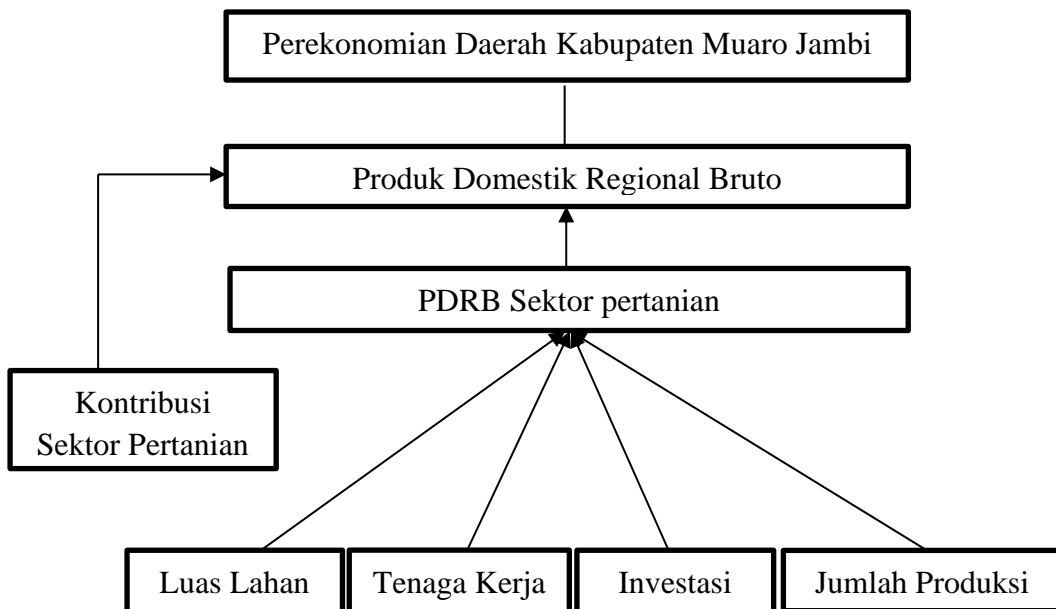 Perekonomian Daerah Kabupaten Muaro Jambi
Produk Domestik Regional Bruto
PDRB Sektor pertanian
Kontribusi
Sektor Pertanian
Luas Lahan
Tenaga Kerja
Investasi
Jumlah Produksi